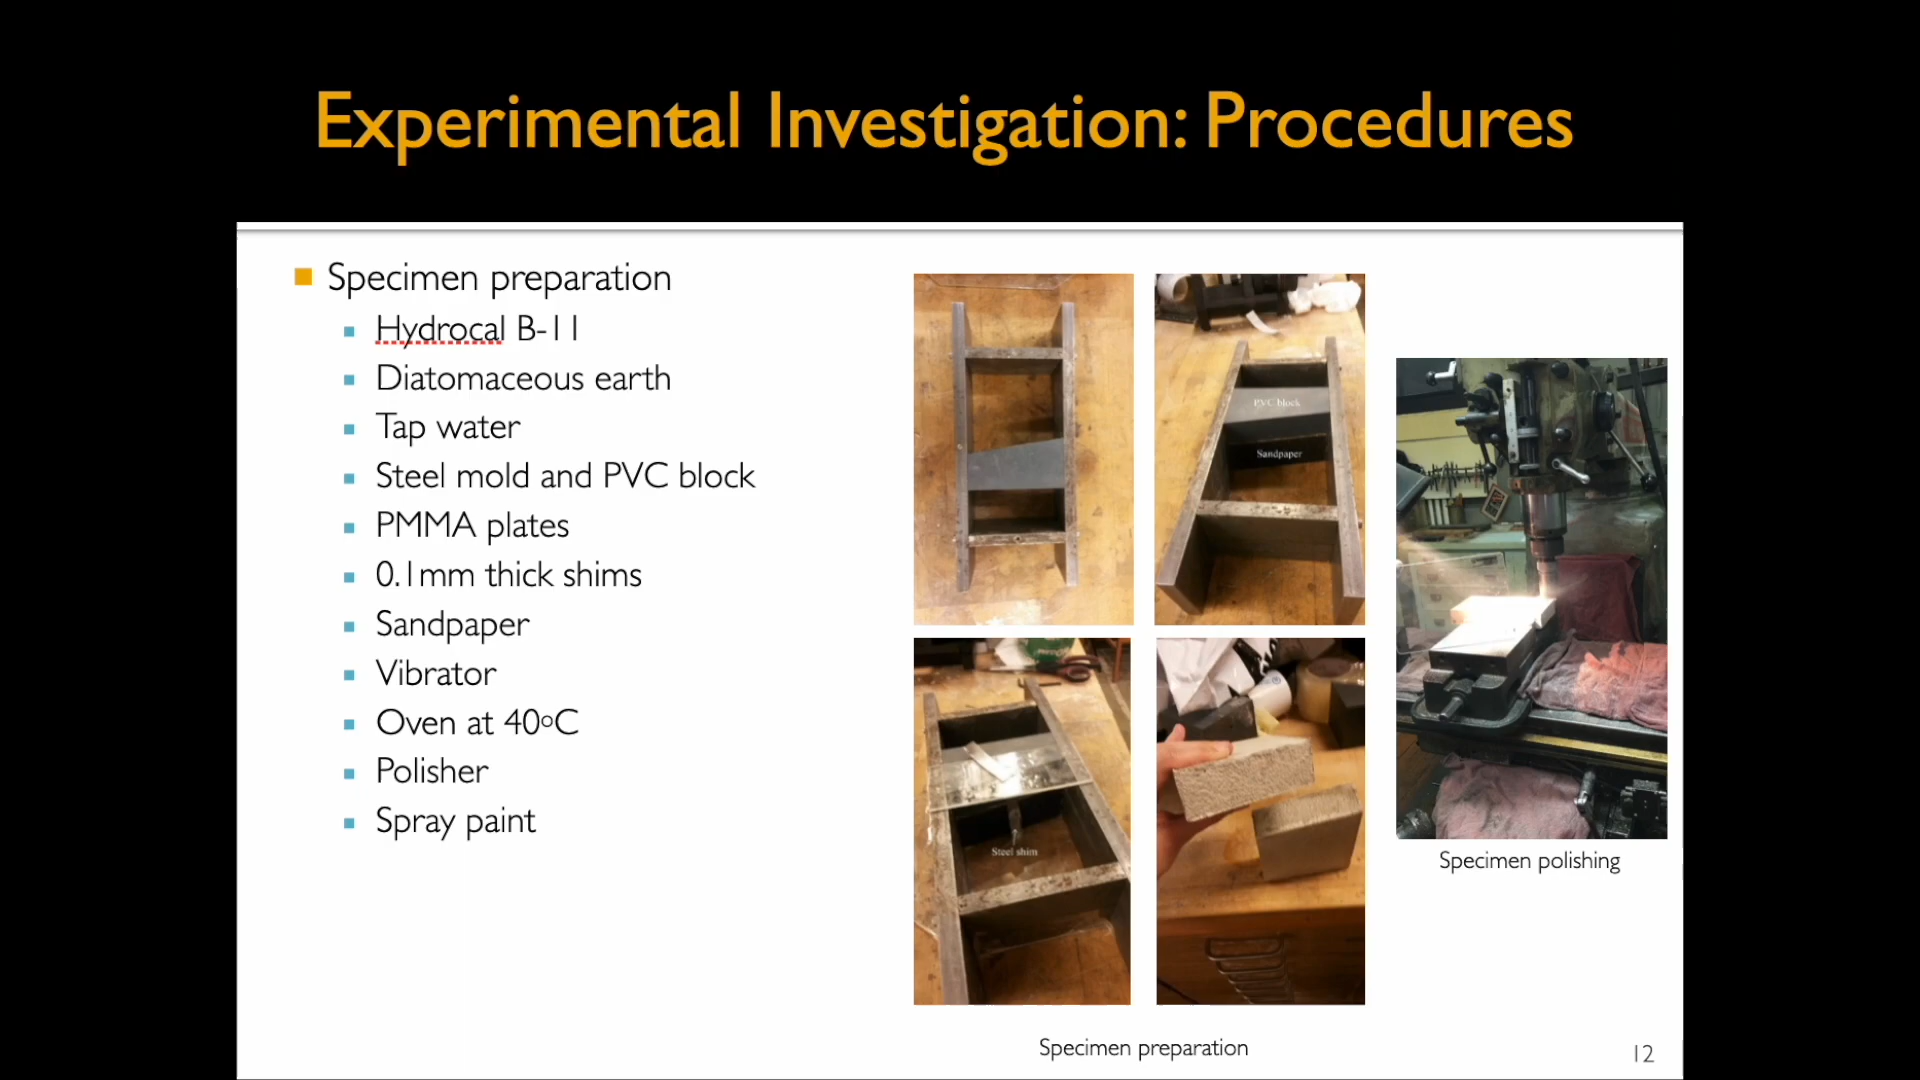 Experimental Investigation: Procedures
Specimen preparation
Hydrocal B-11
Diatomaceous earth
Tap water
Steel mold and PVC block
PMMA plates
0.1mm thick shims
Sandpaper
Vibrator
Oven at 40oC
Polisher
Spray paint
PVC block
Sandpaper
Steel shim
Specimen polishing
Specimen preparation
12